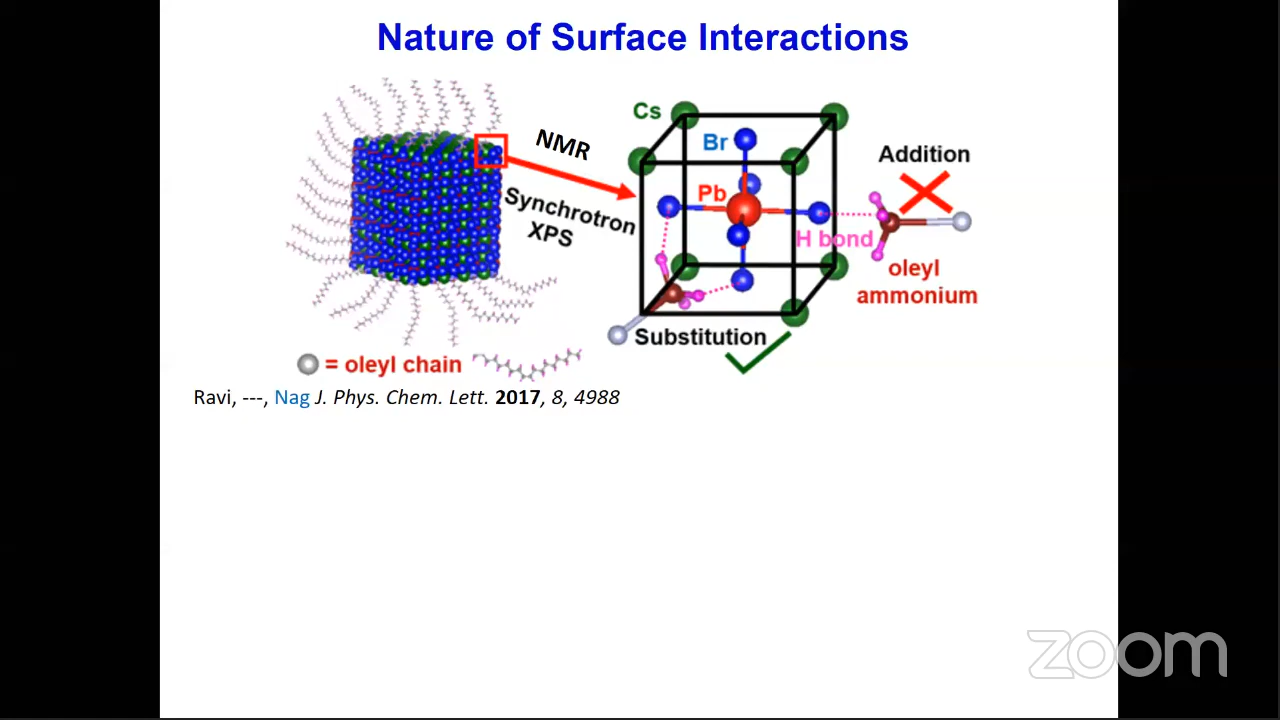 Nature of Surface Interactions
NMR
Synchrotron
XPS
Cs
Br
Pb
H bond
Addition
oleyl
ammonium
Substitution
= oleyl chain
Ravi, ---, Nag J. Phys. Chem. Lett. 2017, 8, 4988
zoom